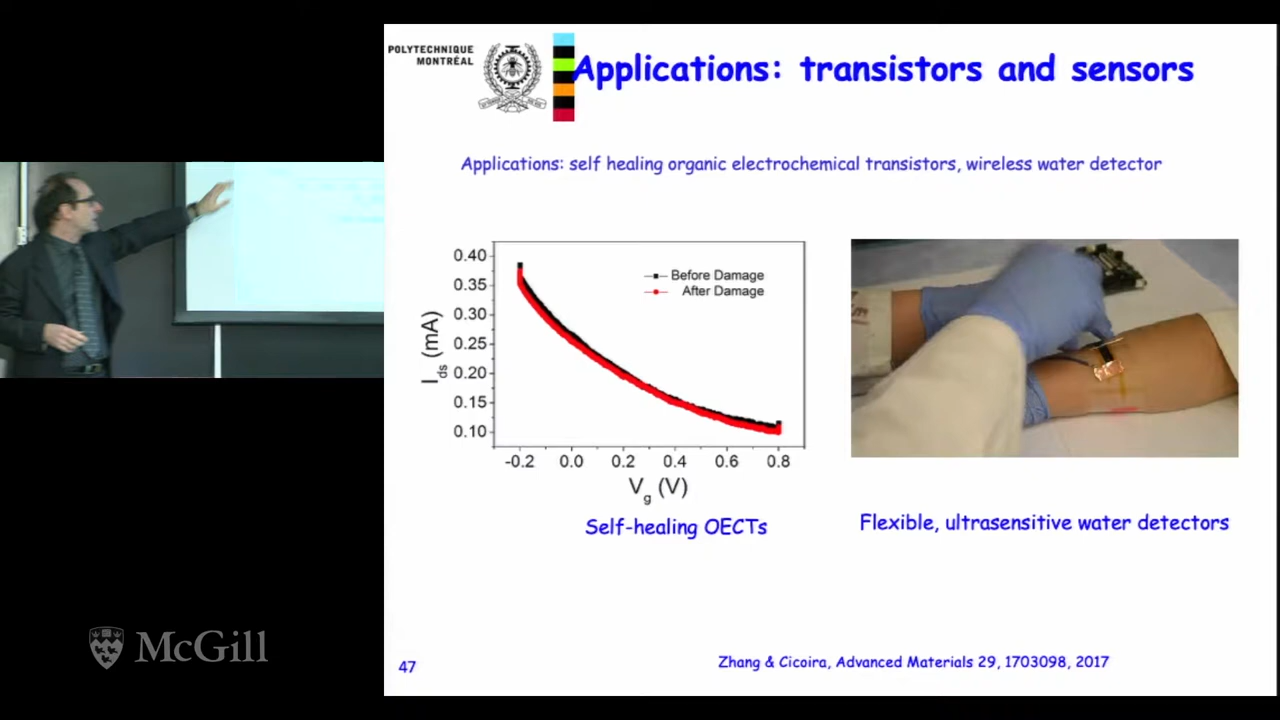 POLYTECHNIQUE
MONTRÉAL
Applications: transistors and sensors
Applications: self healing organic electrochemical transistors, wireless water detector
0.40
0.35
0.30
0.25
0.20
0.15
0.10
Ids (mA)
Before Damage
After Damage
-0.2 0.0 0.2 0.4 0.6 0.8
Vg (V)
Self-healing OECTs
Flexible, ultrasensitive water detectors
McGill
47
Zhang & Cicoira, Advanced Materials 29, 1703098, 2017